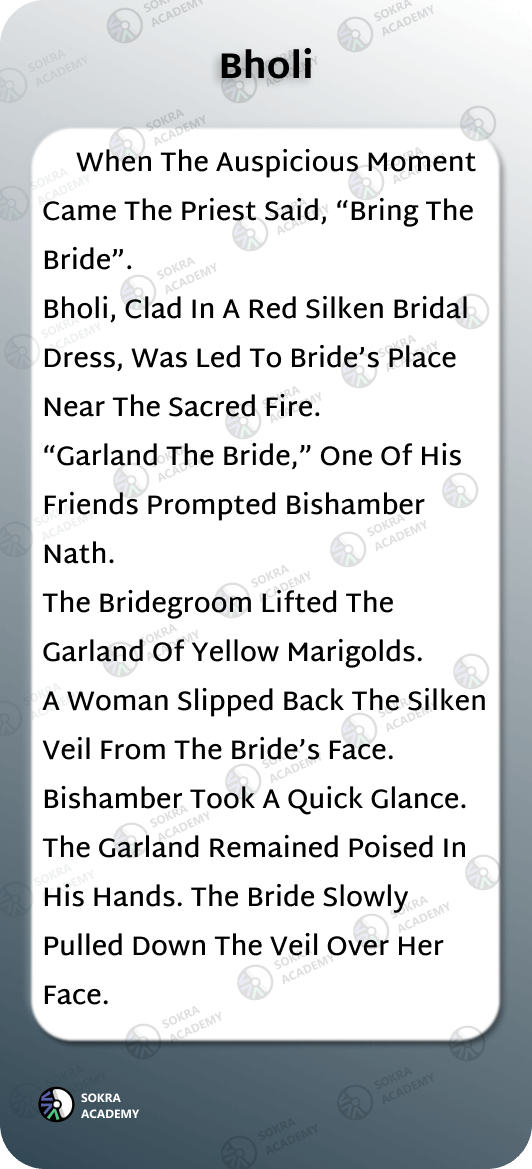 Bholi
When The Auspicious Moment
Came The Priest Said, “Bring The
Bride”.
Bholi, Clad In A Red Silken Bridal
Dress, Was Led To Bride’s Place
Near The Sacred Fire.
“Garland The Bride,” One Of His
Friends Prompted Bishamber
Nath.
The Bridegroom Lifted The
Garland Of Yellow Marigolds.
A Woman Slipped Back The Silken
Veil From The Bride’s Face.
Bishamber Took A Quick Glance.
The Garland Remained Poised In
His Hands. The Bride Slowly
Pulled Down The Veil Over Her
Face.
SOKRA
ACADEMY